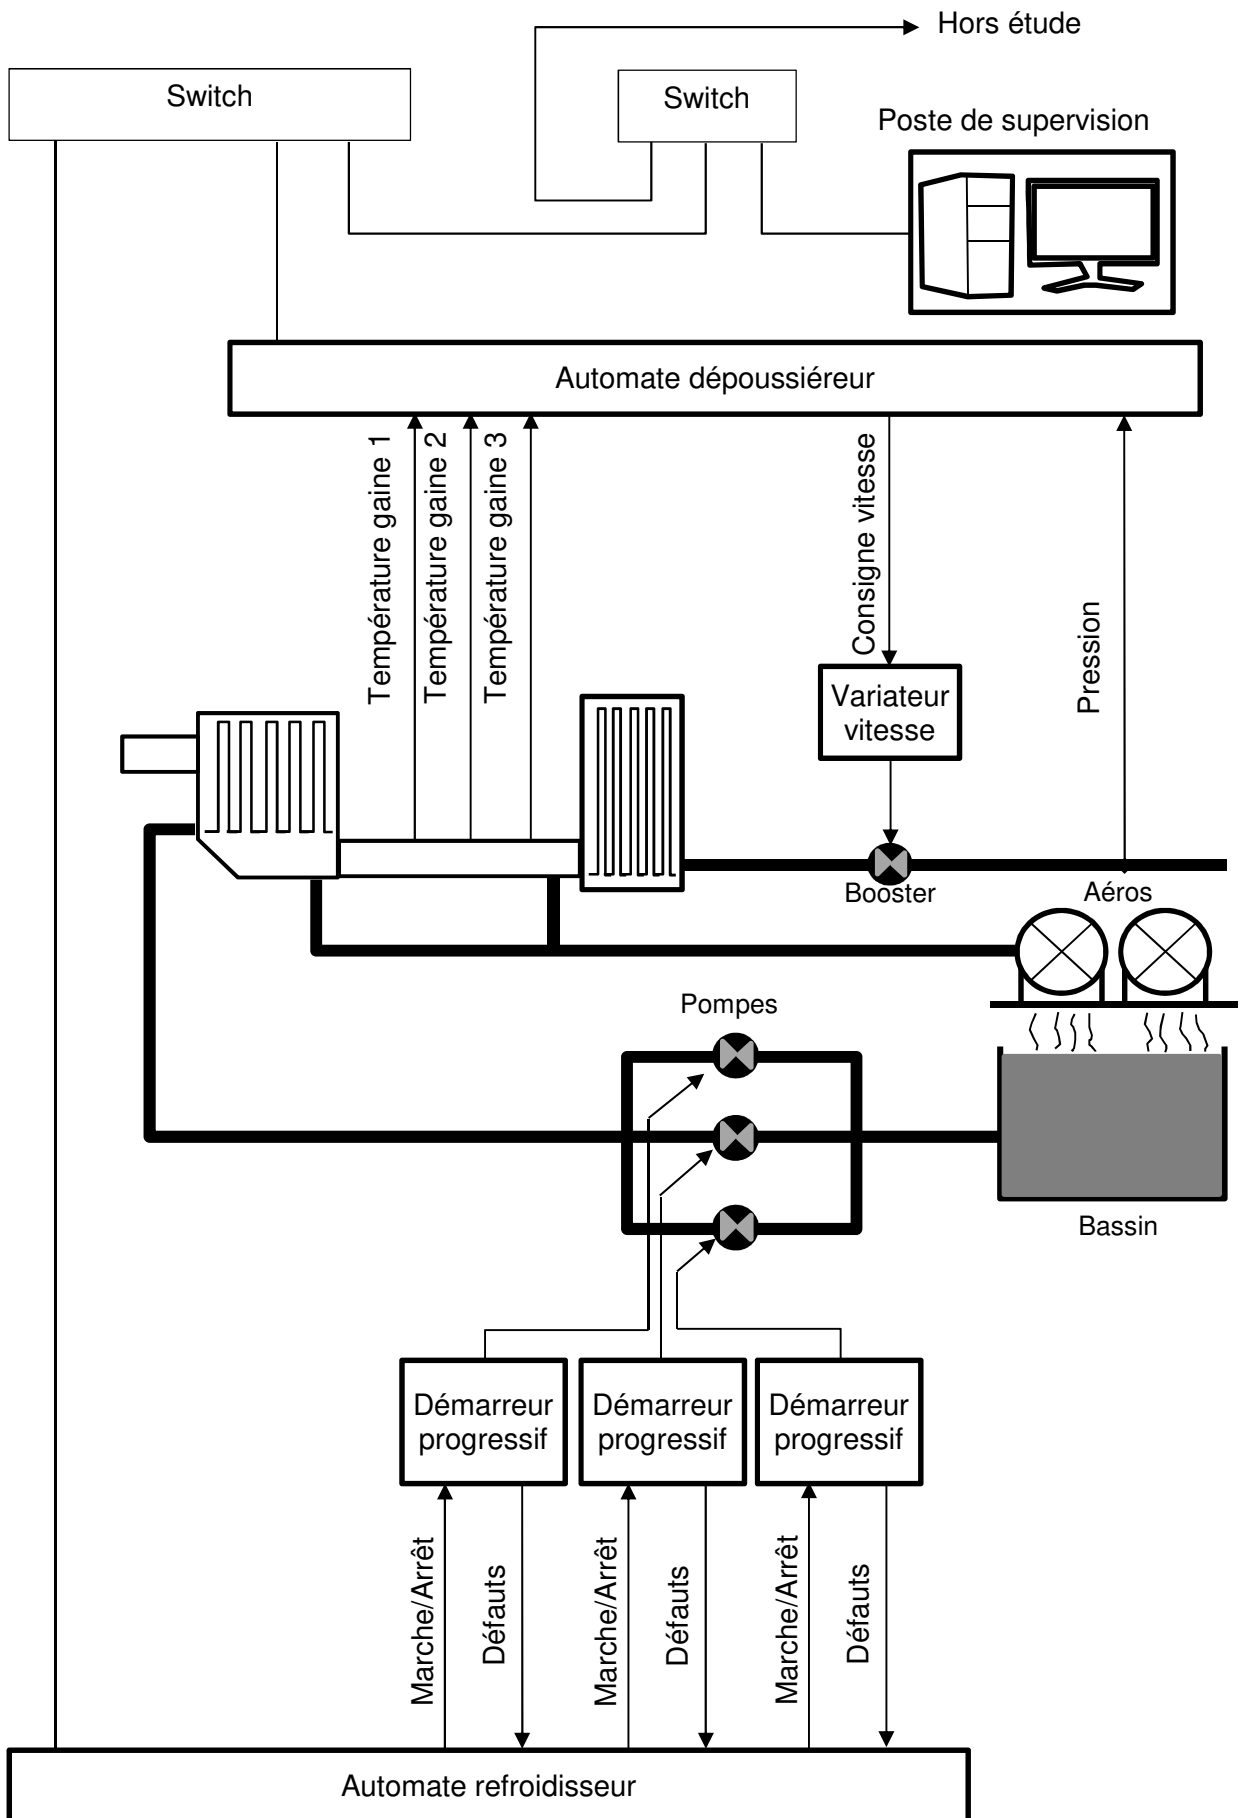 Hors étude
Switch
Switch
Poste de supervision
Automate dépoussiéreur
Température gaine 1
Température gaine 2
Température gaine 3
Consigne vitesse
Pression
Variateur
vitesse
Booster
Aéros
Pompes
Bassin
Démarreur
progressif
Démarreur
progressif
Démarreur
progressif
Marche/Arrêt
Défauts
Marche/Arrêt
Défauts
Marche/Arrêt
Défauts
Automate refroidisseur